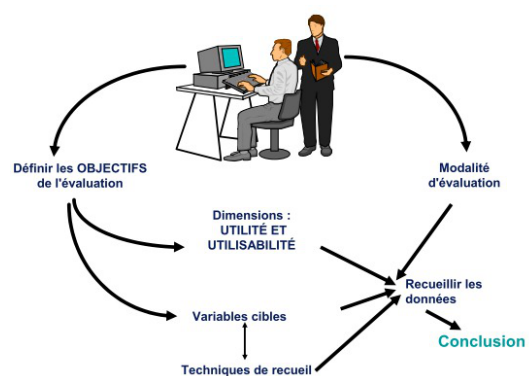 Définir les OBJECTIFS
de l'évaluation
Modalité
d'évaluation
Dimensions :
UTILITÉ ET
UTILISABILITÉ
Recueillir les
données
Variables cibles
Conclusion
Techniques de recueil